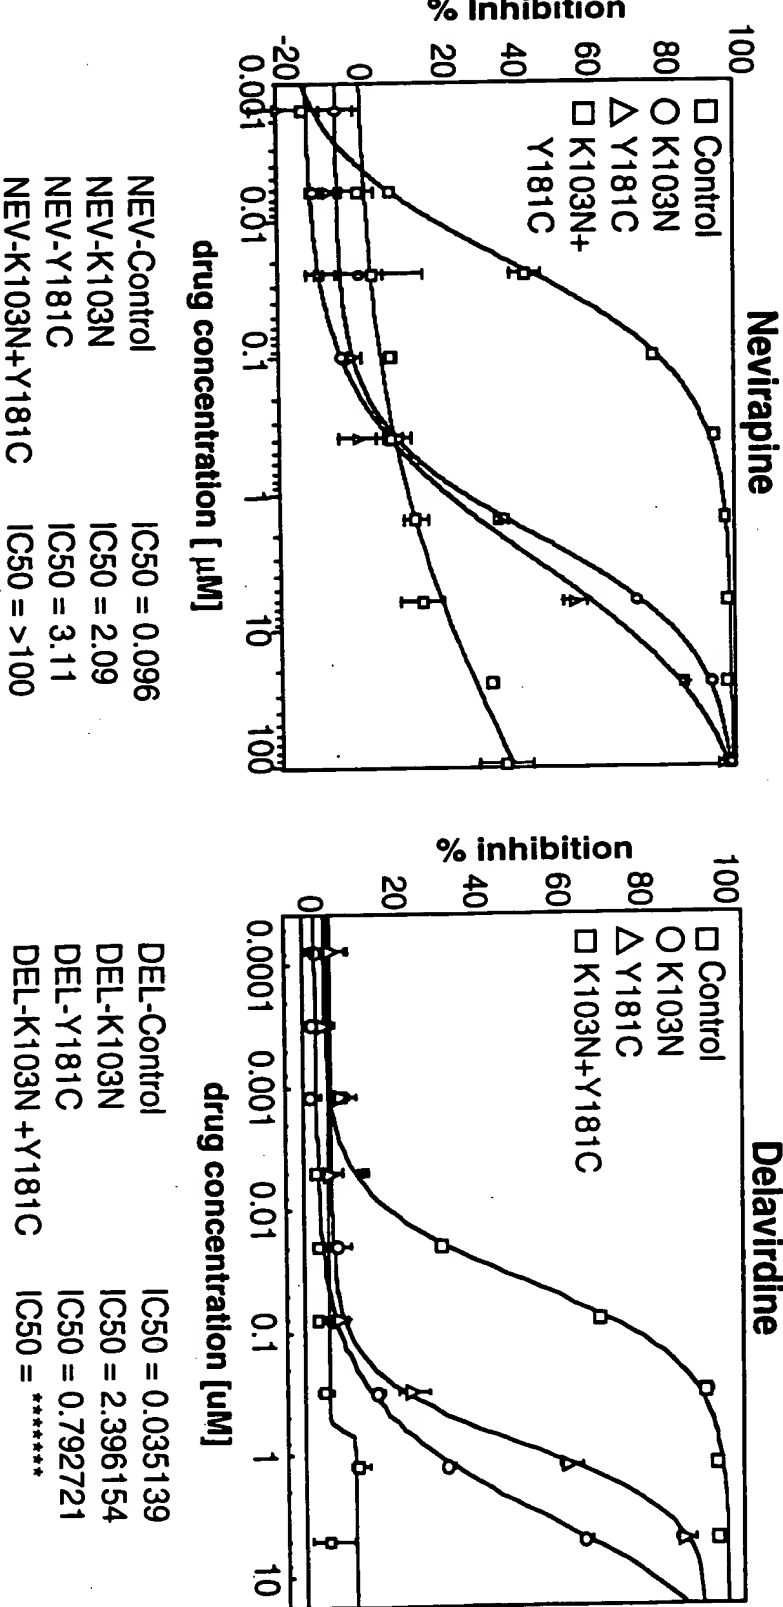 Nevirapine
% Inhibition
100
80
60
40
20
0
-20
□ Control
○ K103N
△ Y181C
□ K103N+
Y181C
0.001
0.01
0.1
1
10
100
drug concentration [ µM]
NEV-Control IC50 = 0.096
NEV-K103N IC50 = 2.09
NEV-Y181C IC50 = 3.11
NEV-K103N+Y181C IC50 = >100
Delavirdine
% inhibition
100
80
60
40
20
0
□ Control
○ K103N
△ Y181C
□ K103N+Y181C
0.0001
0.001
0.01
0.1
1
10
drug concentration [uM]
DEL-Control IC50 = 0.035139
DEL-K103N IC50 = 2.396154
DEL-Y181C IC50 = 0.792721
DEL-K103N +Y181C IC50 = *******